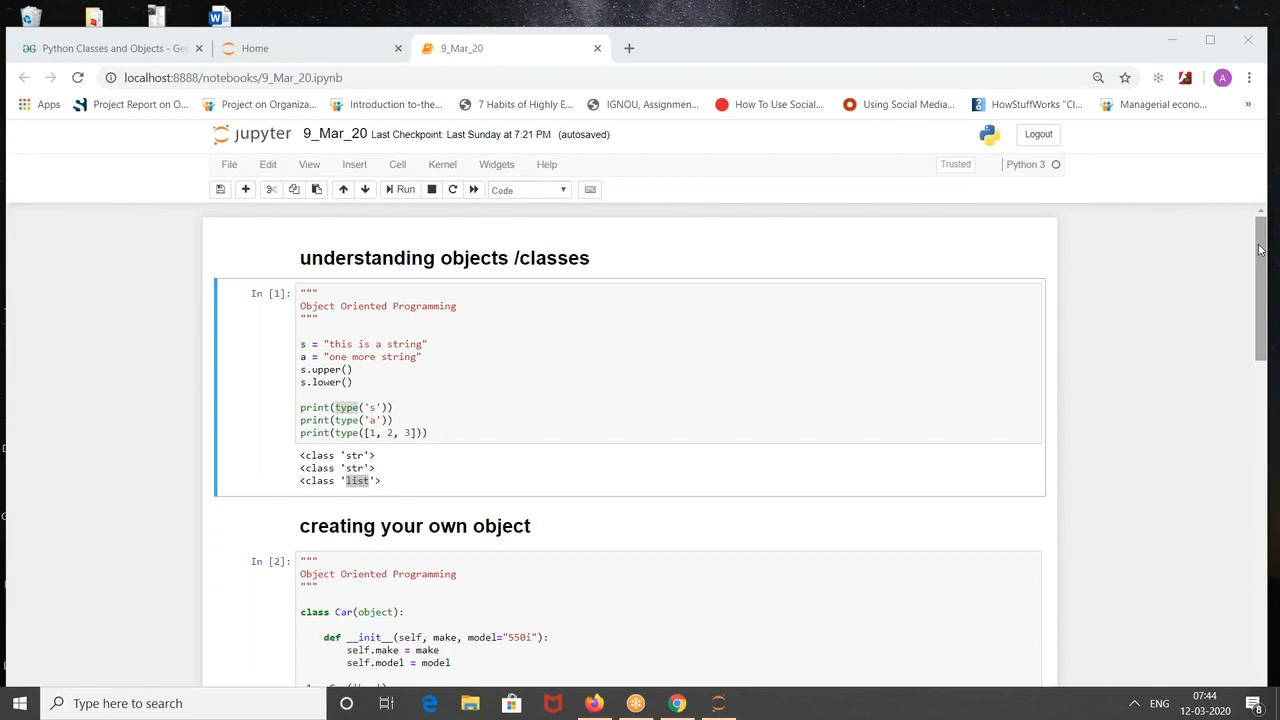 Python Classes and Objects - Ge
Home
9_Mar_20
localhost:8888/notebooks/9_Mar_20.ipynb
A
Apps
Project Report on O...
Project on Organiza...
Introduction to-the...
7 Habits of Highly E...
IGNOU, Assignmen...
How To Use Social...
Using Social Media...
HowStuffWorks "Cl...
Managerial econo...
»
jupyter 9_Mar_20 Last Checkpoint: Last Sunday at 7:21 PM (autosaved)
Logout
File Edit View Insert Cell Kernel Widgets Help
Trusted
Python 3
Run
Code
understanding objects /classes
In [1]:
"""
Object Oriented Programming
"""
s = "this is a string"
a = "one more string"
s.upper()
s.lower()
print(type('s'))
print(type('a'))
print(type([1, 2, 3]))
<class 'str'>
<class 'str'>
<class 'list'>
creating your own object
In [2]:
"""
Object Oriented Programming
"""
class Car(object):
def __init__(self, make, model="550i"):
self.make = make
self.model = model
Type here to search
ENG
07:44
12-03-2020
8